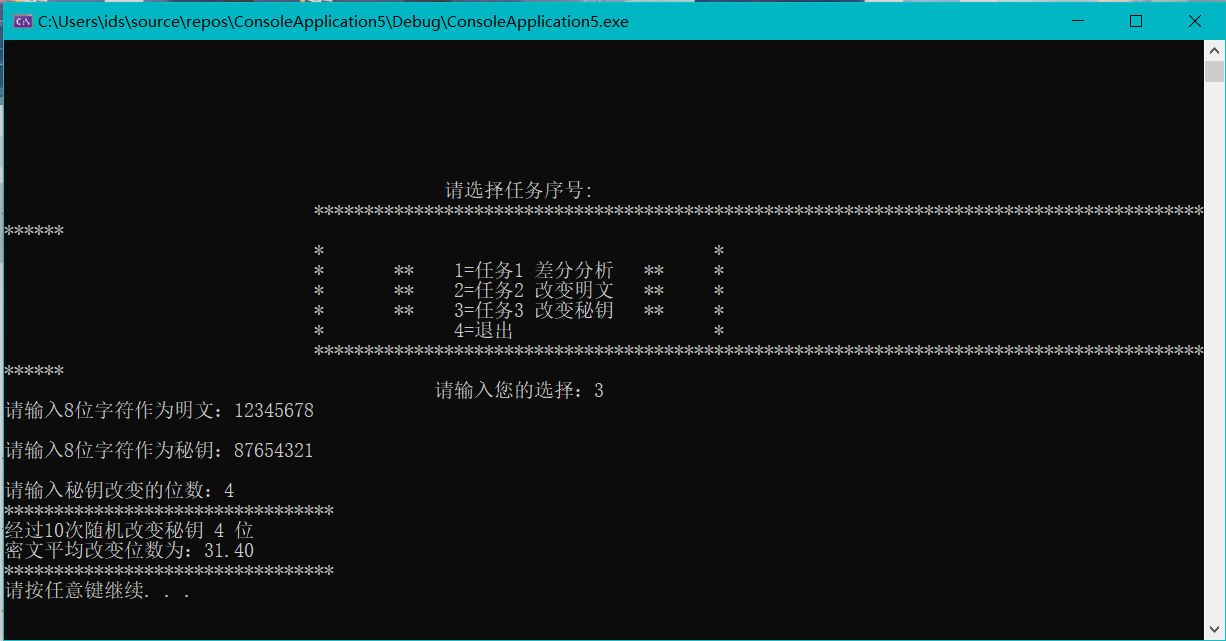 C:\Users\ids\source\repos\ConsoleApplication5\Debug\ConsoleApplication5.exe
请选择任务序号:
*****************************************************************************************
******
* *
* ** 1=任务1 差分分析 ** *
* ** 2=任务2 改变明文 ** *
* ** 3=任务3 改变秘钥 ** *
* 4=退出 *
*****************************************************************************************
******
请输入您的选择：3
请输入8位字符作为明文：12345678
请输入8位字符作为秘钥：87654321
请输入秘钥改变的位数：4
*********************************
经过10次随机改变秘钥 4 位
密文平均改变位数为：31.40
*********************************
请按任意键继续. . .